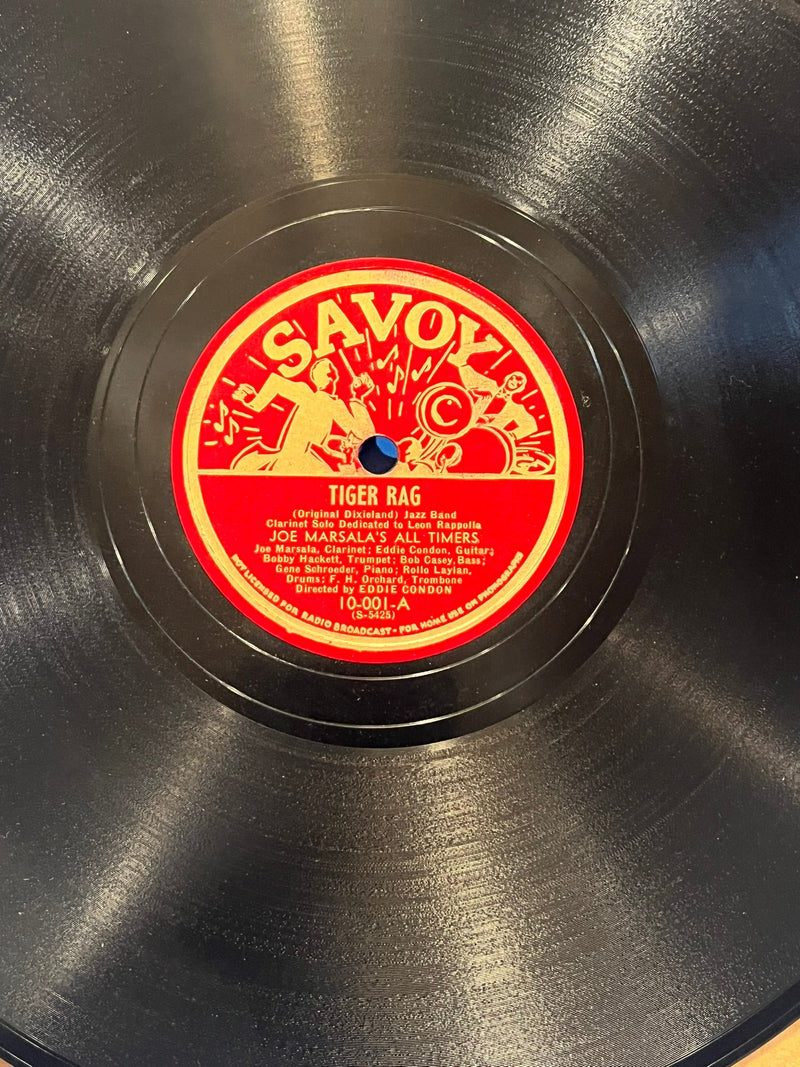 SAVOY
TIGER RAG
(Original Dixieland) Jazz Band
Clarinet Solo Dedicated to Leon Rappolla
JOE MARSALA'S ALL TIMERS
Joe Marsala, Clarinet; Eddie Condon, Guitar;
Bobby Hackett, Trumpet; Bob Casey, Bass;
Gene Schroeder, Piano; Rollo Laylan,
Drums; F. H. Orchard, Trombone
Directed by EDDIE CONDON
10-001-A
(S-5425)
NOT LICENSED FOR RADIO BROADCAST • FOR HOME USE ON PHONOGRAPHS